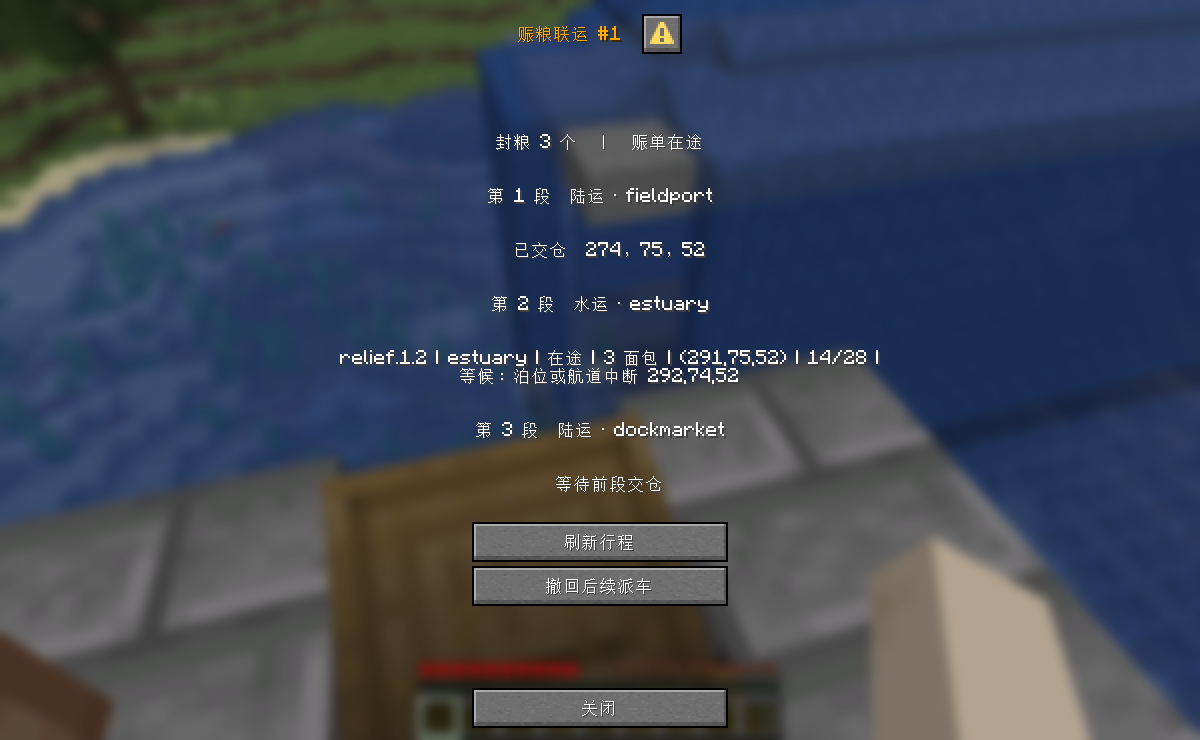 赈粮联运 #1
封粮 3 个 | 赈单在途
第 1 段 陆运 · fieldport
已交仓 274, 75, 52
第 2 段 水运 · estuary
relief.1.2 | estuary | 在途 | 3 面包 | (291,75,52) | 14/28 |
等候：泊位或航道中断 292,74,52
第 3 段 陆运 · dockmarket
等待前段交仓
刷新行程
撤回后续派车
关闭